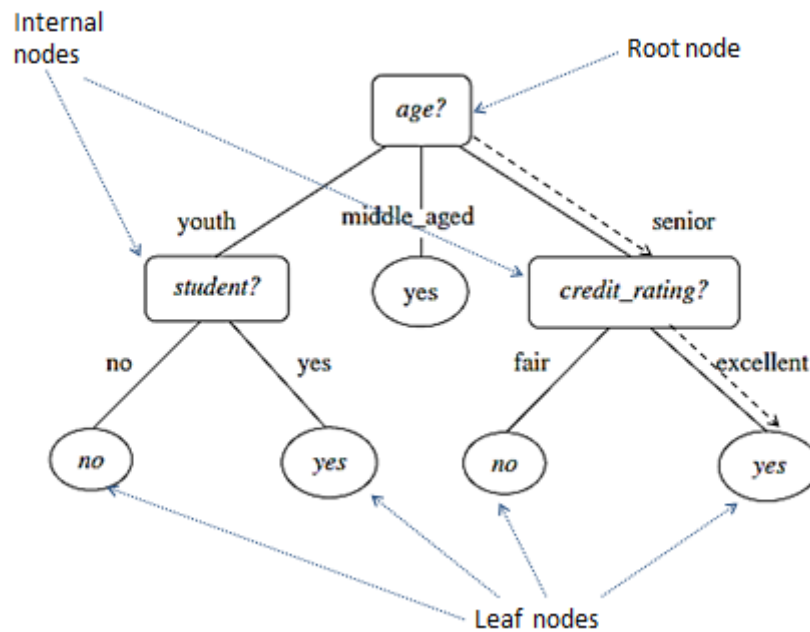 Internal
nodes
Root node
age?
youth
middle_aged
senior
student?
yes
credit_rating?
no
yes
fair
excellent
no
yes
no
yes
Leaf nodes